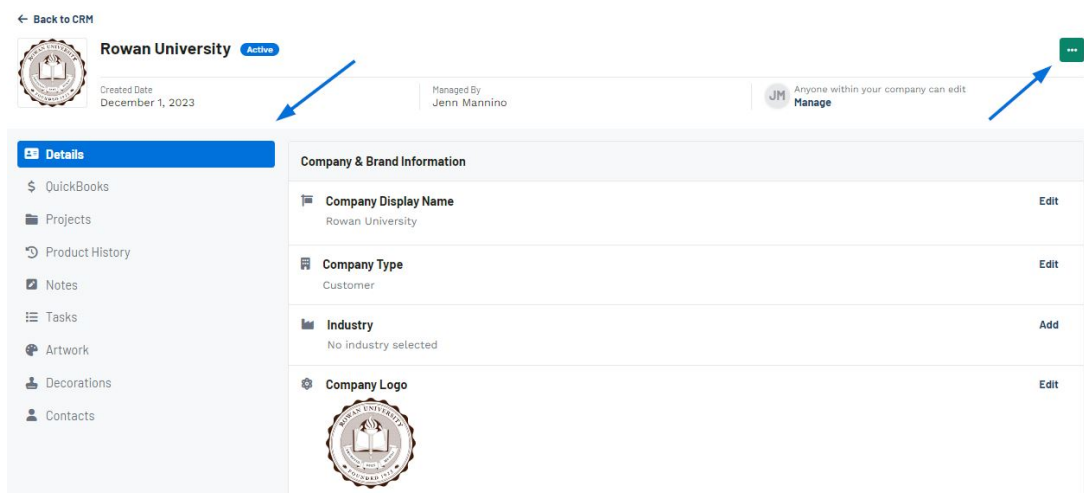 ← Back to CRM
Rowan University Active
Created Date
December 1, 2023
Managed By
Jenn Mannino
JM
Anyone within your company can edit
Manage
Details
QuickBooks
Projects
Product History
Notes
Tasks
Artwork
Decorations
Contacts
Company & Brand Information
Company Display Name Edit
Rowan University
Company Type Edit
Customer
Industry Add
No industry selected
Company Logo Edit
ROWAN UNIVERSITY
FOUNDED 1923